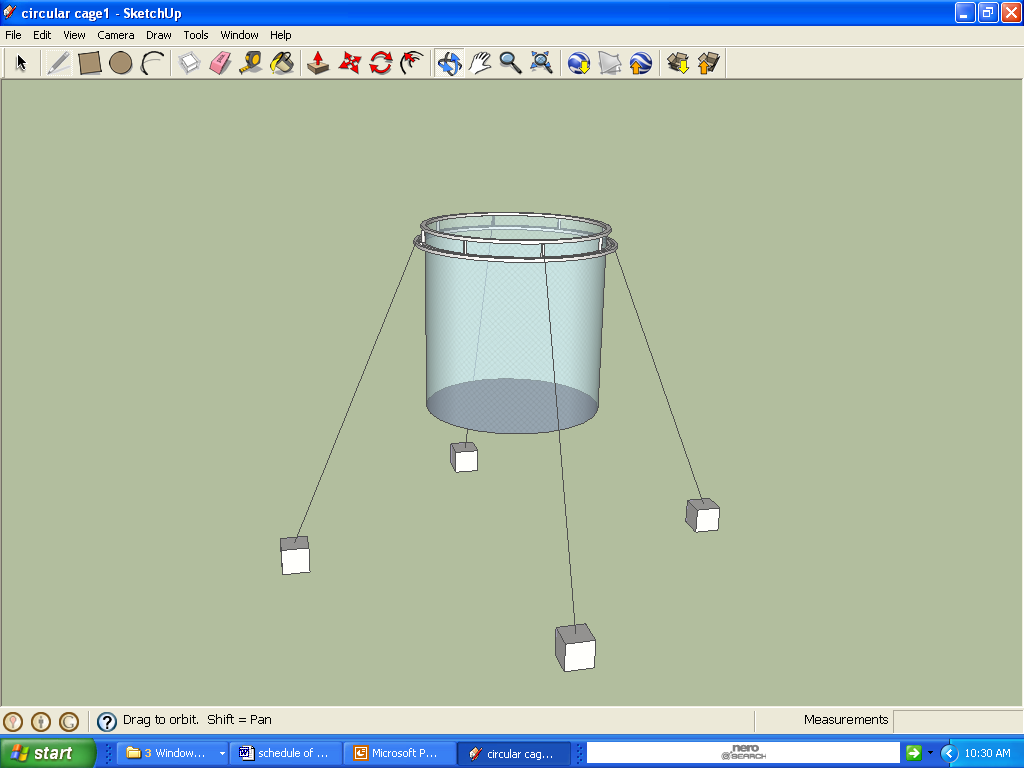 circular cage1 - SketchUp
File Edit View Camera Draw Tools Window Help
Drag to orbit. Shift = Pan
Measurements
start
3 Window...
schedule of ...
Microsoft P...
circular cag...
nero
SEARCH
10:30 AM